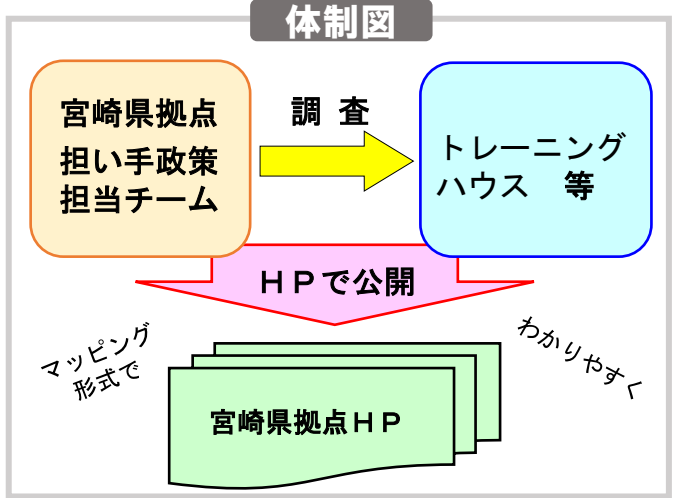 体制図
宮崎県拠点
担い手政策
担当チーム
調 査
トレーニング
ハウス　等
ＨＰで公開
マッピング
形式で
わかりやすく
宮崎県拠点ＨＰ